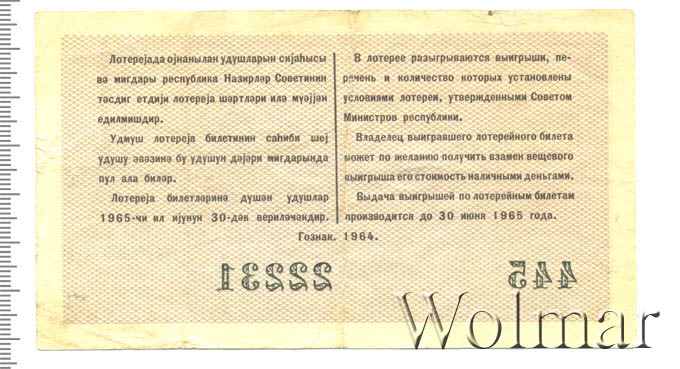 Лотерејада ојнанылан удушларын сијаһысы
вә мигдары республика Назирләр Советинин
тәсдиг етдији лотереја шәртләри илә мүәјјән
едилмишдир.
Удмуш лотереја билетинин саһиби шеј
удушу әвәзинә бу удушун дәјәри мигдарында
пул ала биләр.
Лотереја билетләринә дүшән удушлар
1965-чи ил ијунун 30-дәк вериләчәкдир.
В лотерее разыгрываются выигрыши, пе-
речень и количество которых установлены
условиями лотереи, утвержденными Советом
Министров республики.
Владелец выигравшего лотерейного билета
может по желанию получить взамен вещевого
выигрыша его стоимость наличными деньгами.
Выдача выигрышей по лотерейным билетам
производится до 30 июня 1965 года.
Гознак. 1964.
22231
445
Wolmar